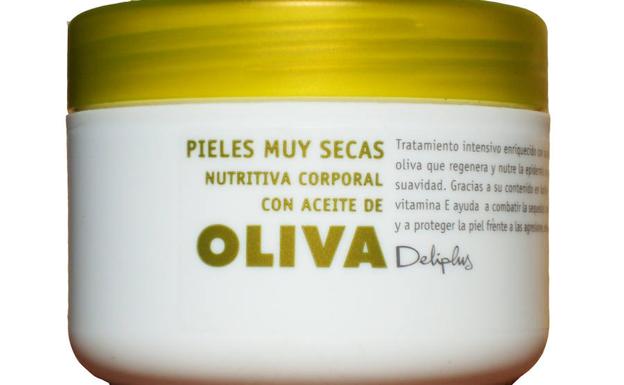 PIELES MUY SECAS
NUTRITIVA CORPORAL
CON ACEITE DE
OLIVA
Tratamiento intensivo enriquecido con
oliva que regenera y nutre la epidermis
suavidad. Gracias a su contenido en
vitamina E ayuda a combatir la sequedad
y a proteger la piel frente a las agresiones
Deliplus